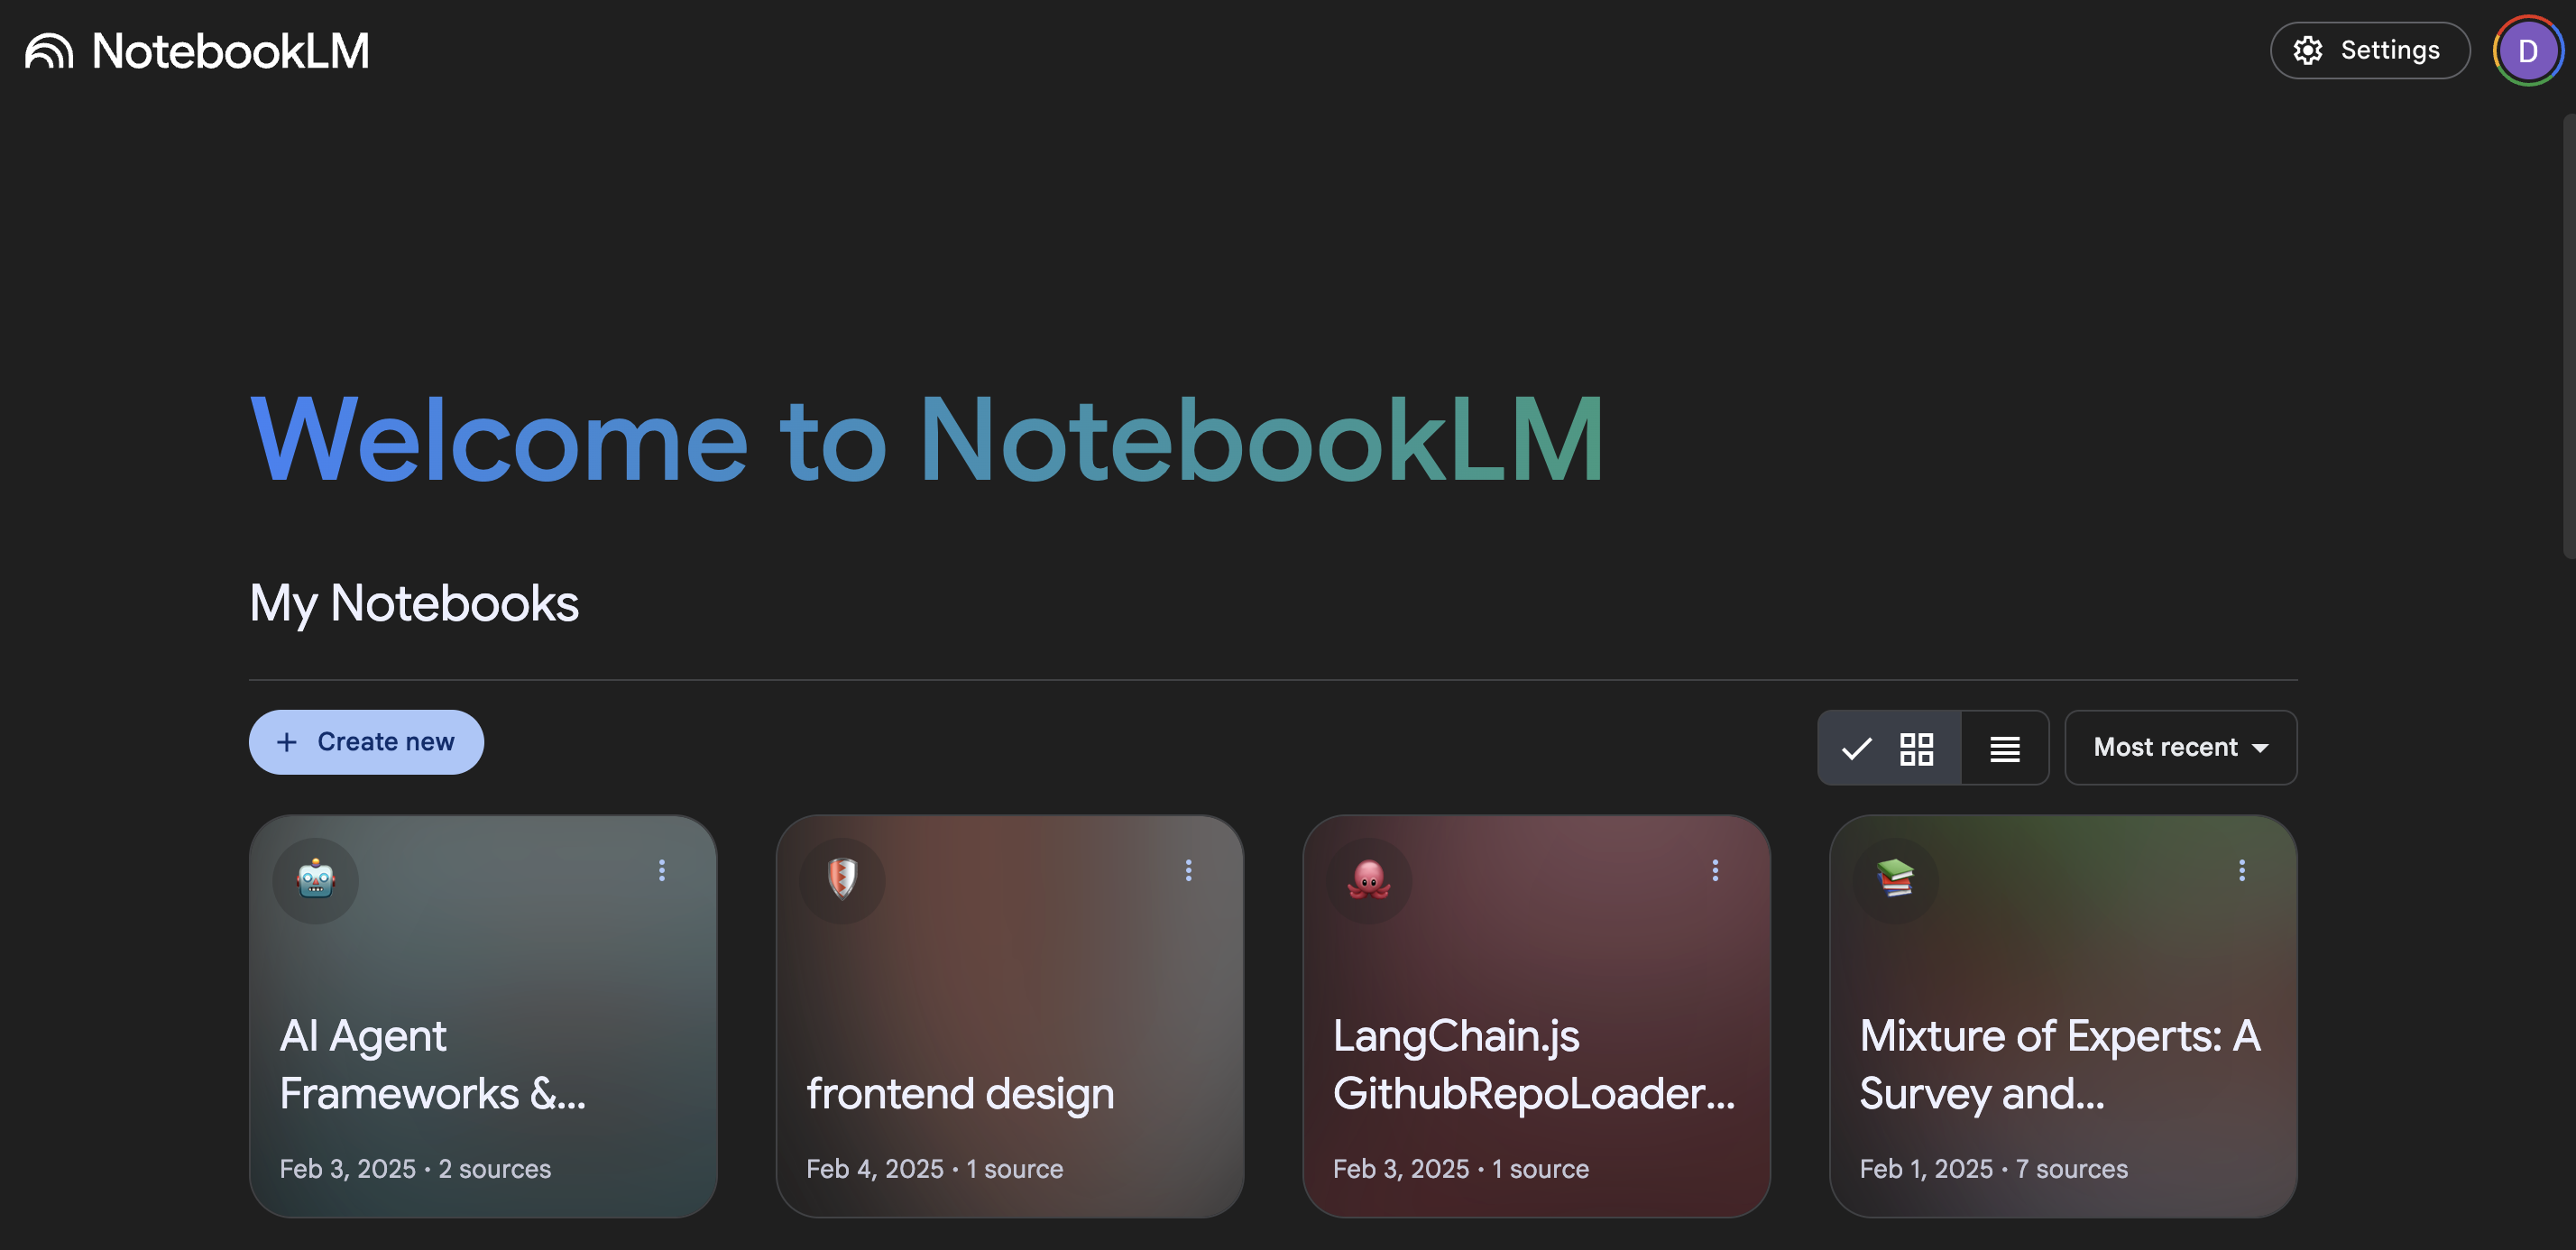 NotebookLM
Settings
D
Welcome to NotebookLM
My Notebooks
Create new
Most recent
AI Agent
Frameworks &...
Feb 3, 2025 • 2 sources
frontend design
Feb 4, 2025 • 1 source
LangChain.js
GithubRepoLoader...
Feb 3, 2025 • 1 source
Mixture of Experts: A
Survey and...
Feb 1, 2025 • 7 sources